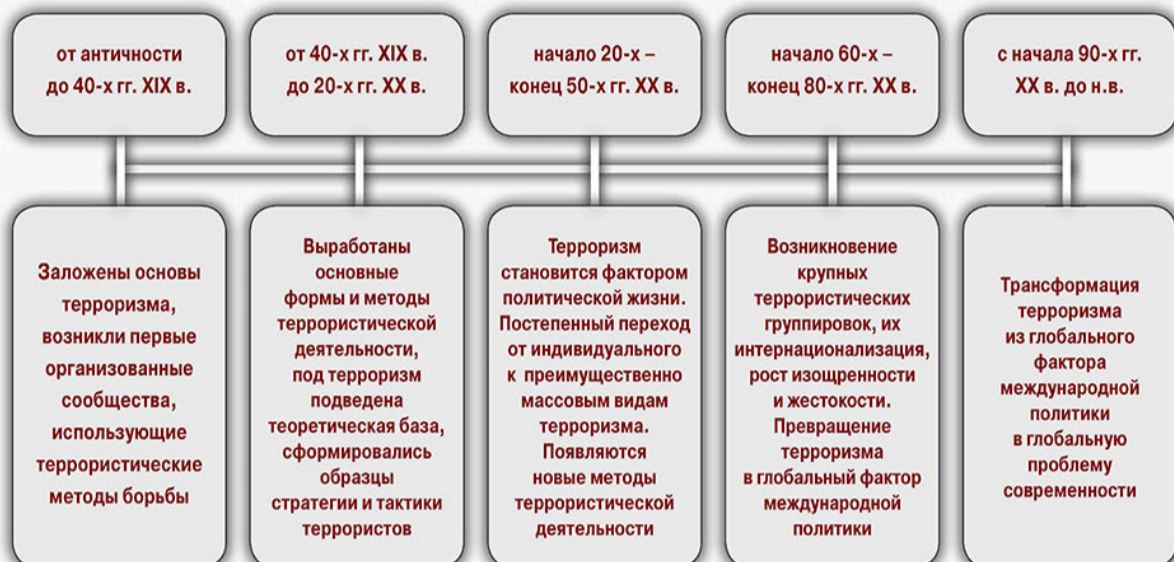 от античности
до 40-х гг. XIX в.
от 40-х гг. XIX в.
до 20-х гг. XX в.
начало 20-х –
конец 50-х гг. XX в.
начало 60-х –
конец 80-х гг. XX в.
с начала 90-х гг.
XX в. до н.в.
Заложены основы
терроризма,
возникли первые
организованные
сообщества,
использующие
террористические
методы борьбы
Выработаны
основные
формы и методы
террористической
деятельности,
под терроризм
подведена
теоретическая база,
сформировались
образцы
стратегии и тактики
террористов
Терроризм
становится фактором
политической жизни.
Постепенный переход
от индивидуального
к преимущественно
массовым видам
терроризма.
Появляются
новые методы
террористической
деятельности
Возникновение
крупных
террористических
группировок, их
интернационализация,
рост изощренности
и жестокости.
Превращение
терроризма
в глобальный фактор
международной
политики
Трансформация
терроризма
из глобального
фактора
международной
политики
в глобальную
проблему
современности